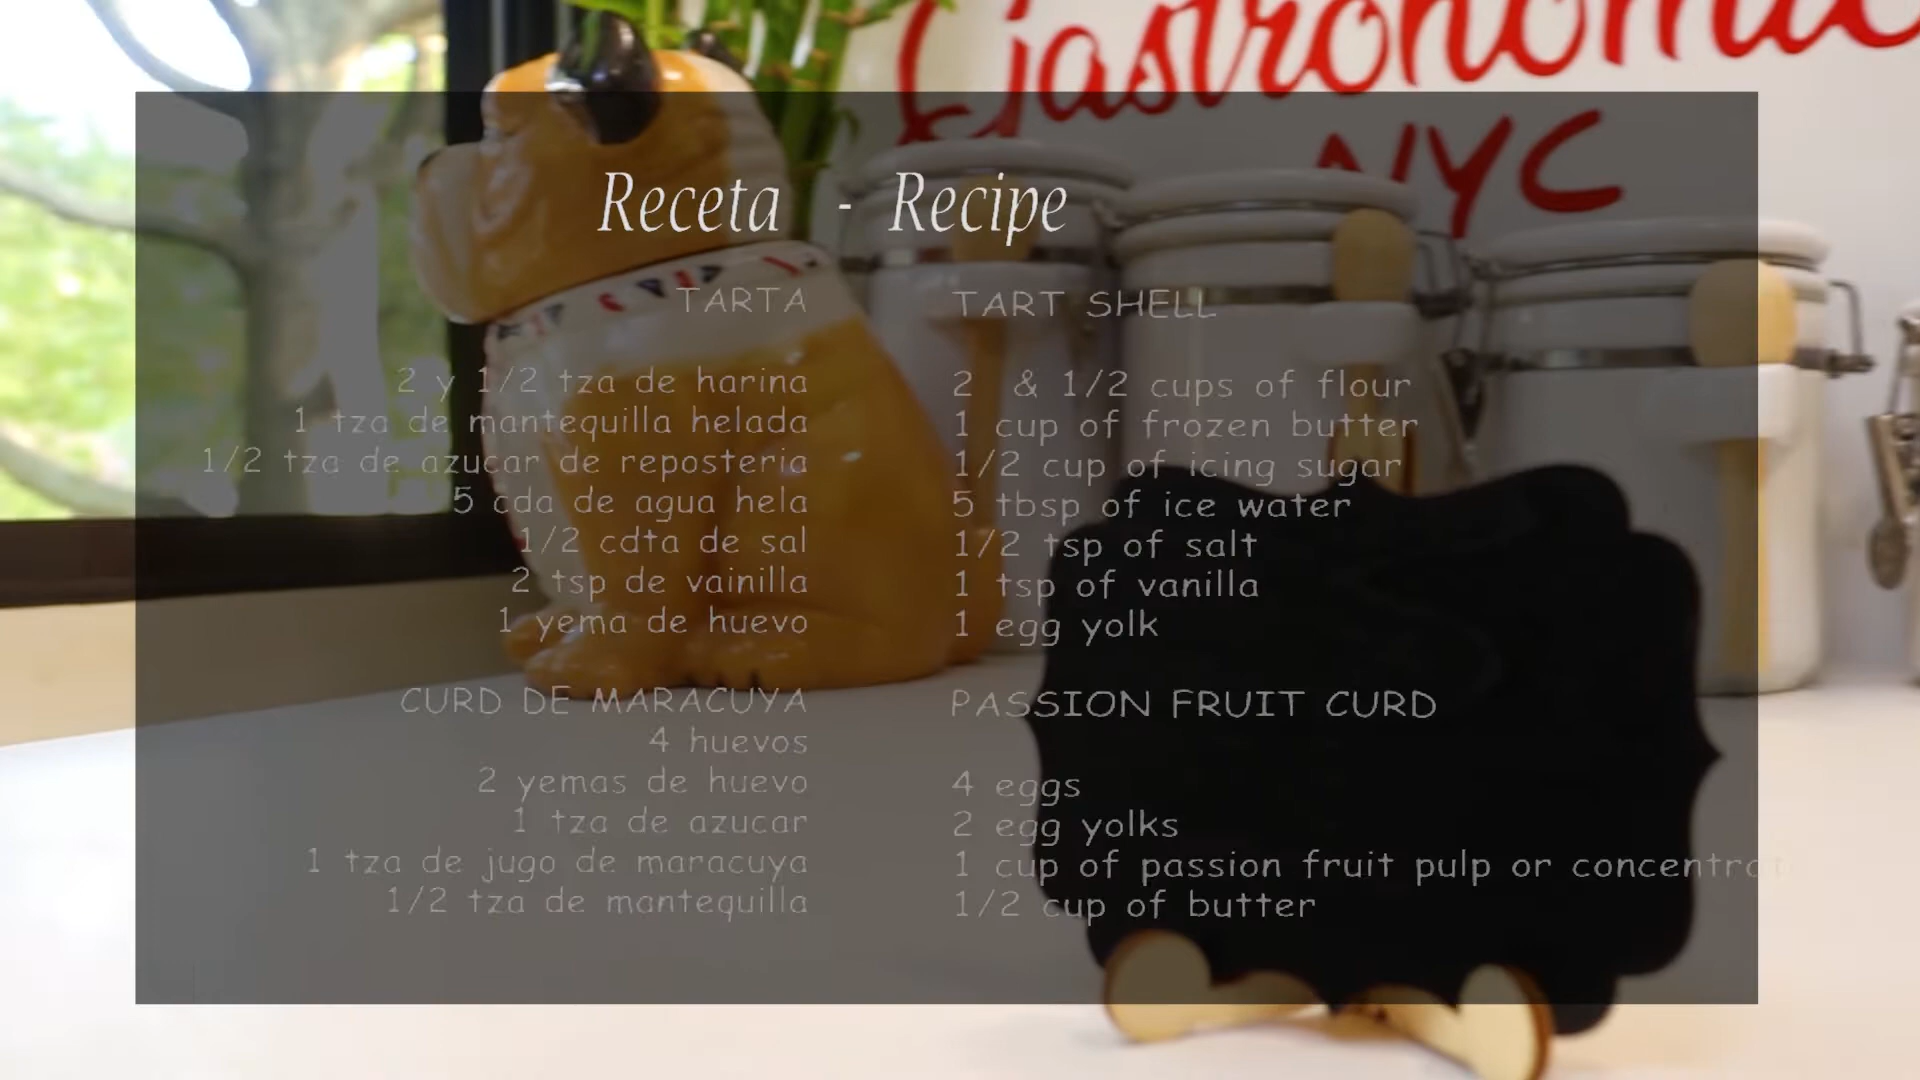 Gastronomic
NYC
Receta - Recipe
TARTA
2 y 1/2 tza de harina
1 tza de mantequilla helada
1/2 tza de azucar de reposteria
5 cda de agua hela
1/2 cdta de sal
2 tsp de vainilla
1 yema de huevo
CURD DE MARACUYA
4 huevos
2 yemas de huevo
1 tza de azucar
1 tza de jugo de maracuya
1/2 tza de mantequilla
TART SHELL
2 & 1/2 cups of flour
1 cup of frozen butter
1/2 cup of icing sugar
5 tbsp of ice water
1/2 tsp of salt
1 tsp of vanilla
1 egg yolk
PASSION FRUIT CURD
4 eggs
2 egg yolks
1 cup of passion fruit pulp or concentrat
1/2 cup of butter